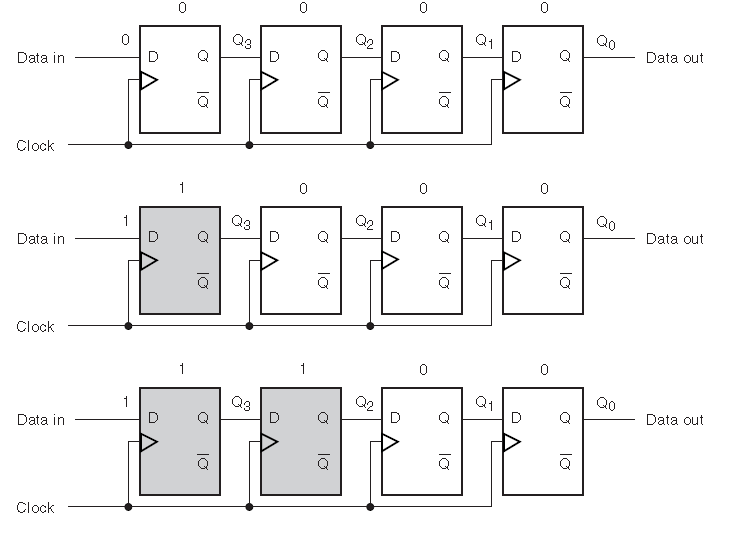 0 0 0 0
0 Q3 Q2 Q1 Q0
Data in D Q D Q D Q D Q Data out
Q̅ Q̅ Q̅ Q̅
Clock
1 0 0 0
1 Q3 Q2 Q1 Q0
Data in D Q D Q D Q D Q Data out
Q̅ Q̅ Q̅ Q̅
Clock
1 1 0 0
1 Q3 Q2 Q1 Q0
Data in D Q D Q D Q D Q Data out
Q̅ Q̅ Q̅ Q̅
Clock